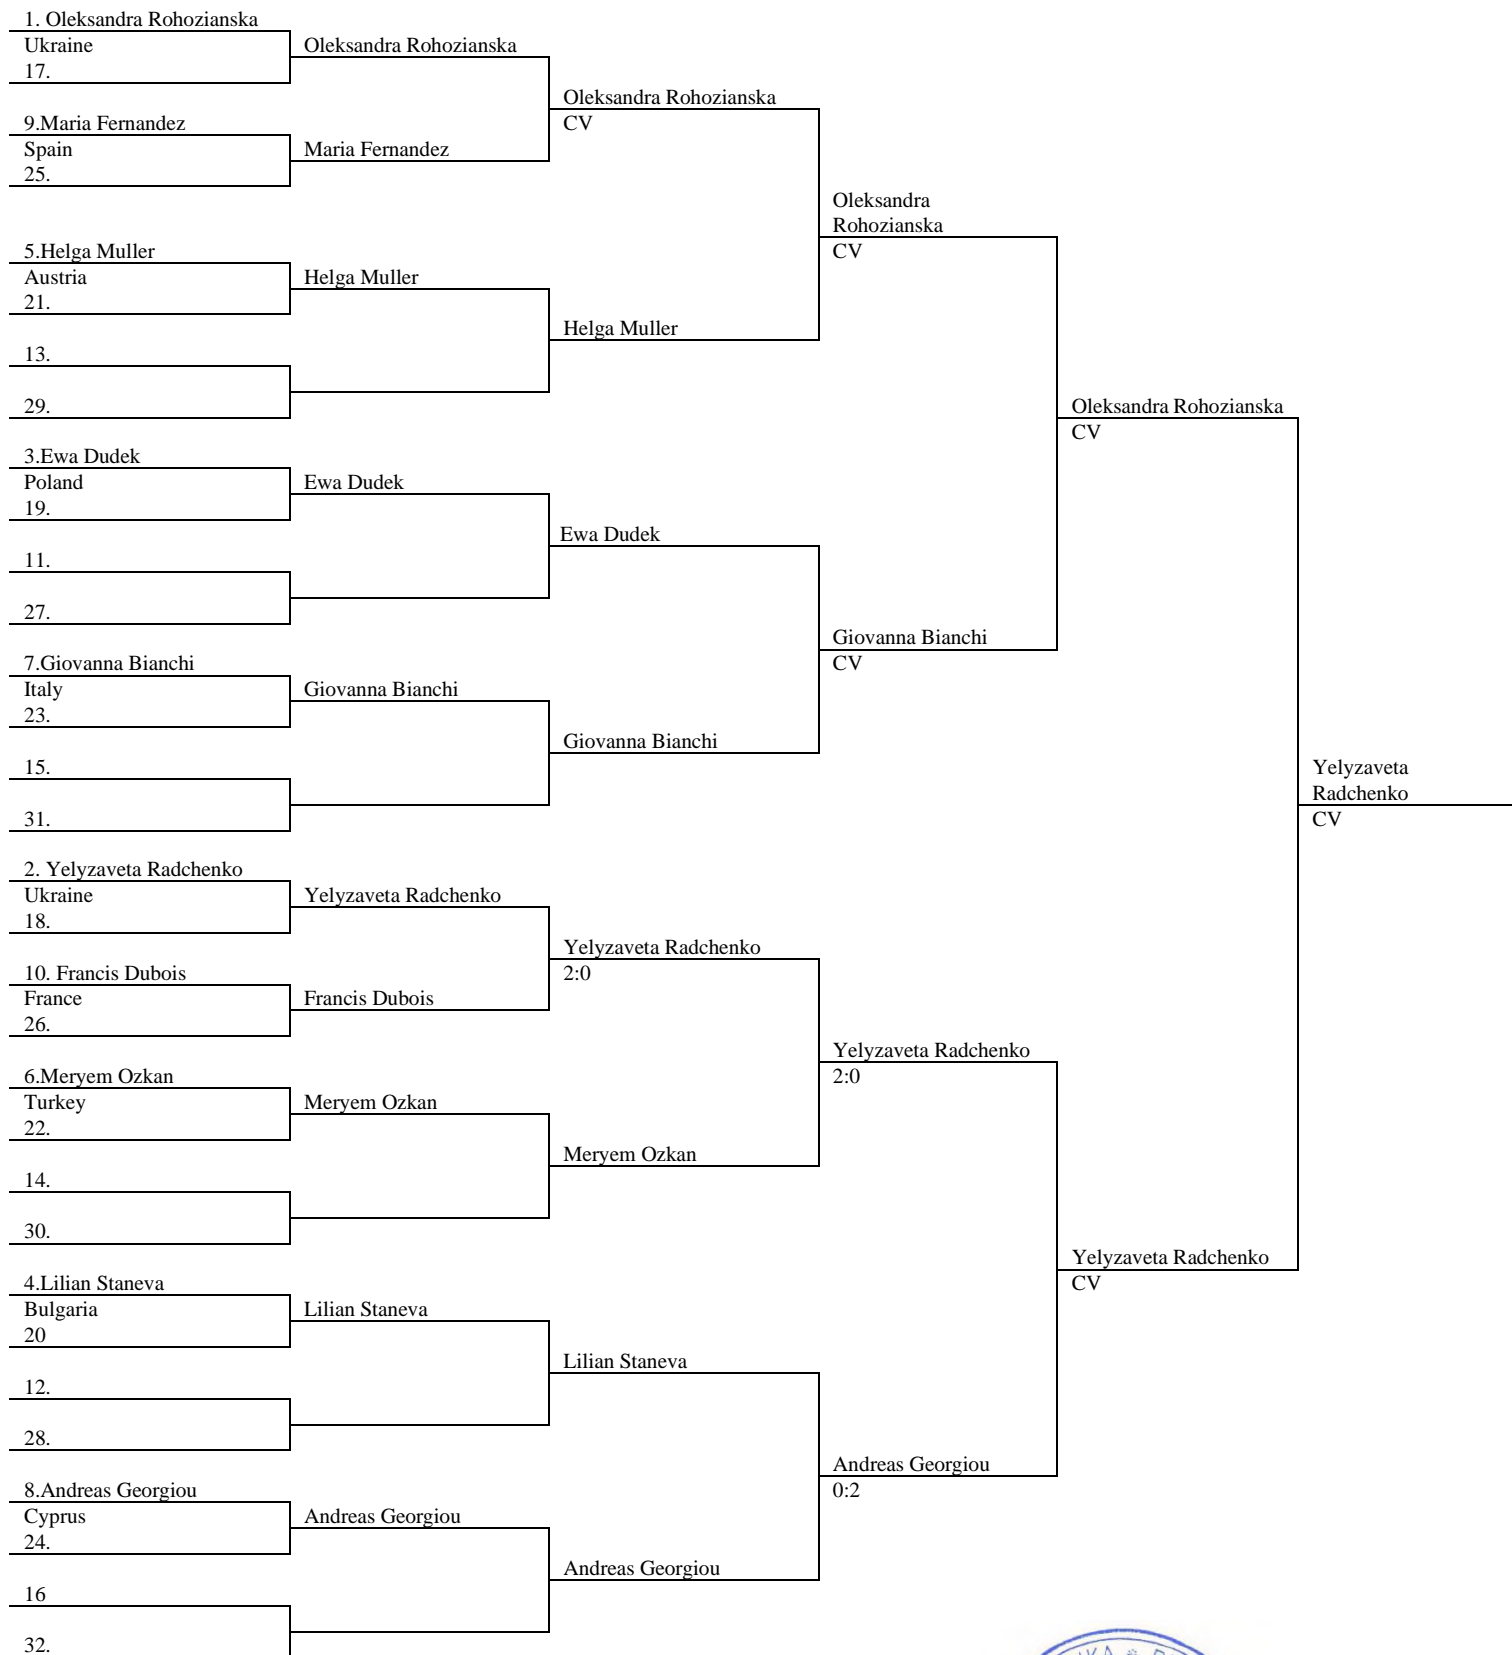 1. Oleksandra Rohozianska
Ukraine
17.
9.Maria Fernandez
Spain
25.
5.Helga Muller
Austria
21.
13.
29.
3.Ewa Dudek
Poland
19.
11.
27.
7.Giovanna Bianchi
Italy
23.
15.
31.
2. Yelyzaveta Radchenko
Ukraine
18.
10. Francis Dubois
France
26.
6.Meryem Ozkan
Turkey
22.
14.
30.
4.Lilian Staneva
Bulgaria
20
12.
28.
8.Andreas Georgiou
Cyprus
24.
16
32.
Oleksandra Rohozianska
Maria Fernandez
Helga Muller
Ewa Dudek
Giovanna Bianchi
Yelyzaveta Radchenko
Francis Dubois
Meryem Ozkan
Lilian Staneva
Andreas Georgiou
Oleksandra Rohozianska
CV
Helga Muller
Ewa Dudek
Giovanna Bianchi
Yelyzaveta Radchenko
2:0
Meryem Ozkan
Lilian Staneva
Andreas Georgiou
Oleksandra
Rohozianska
CV
Giovanna Bianchi
CV
Yelyzaveta Radchenko
2:0
Andreas Georgiou
0:2
Oleksandra Rohozianska
CV
Yelyzaveta Radchenko
CV
Yelyzaveta
Radchenko
CV